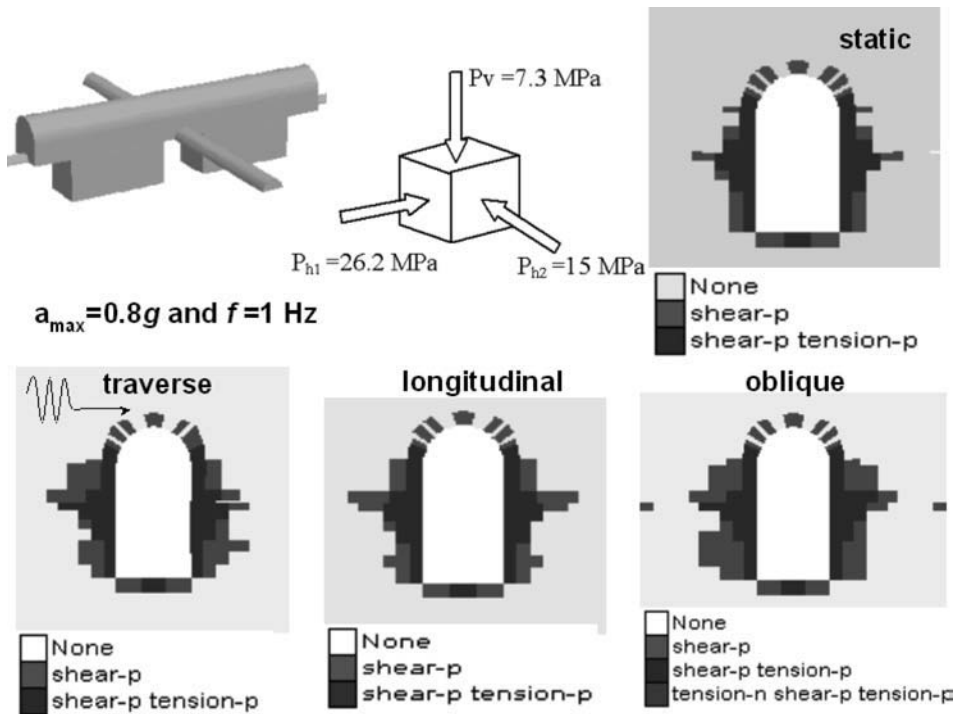 static
Pv =7.3 MPa
Ph1 =26.2 MPa
Ph2 =15 MPa
None
shear-p
shear-p tension-p
amax=0.8g and f =1 Hz
traverse
longitudinal
oblique
None
shear-p
shear-p tension-p
None
shear-p
shear-p tension-p
None
shear-p
shear-p tension-p
tension-n shear-p tension-p